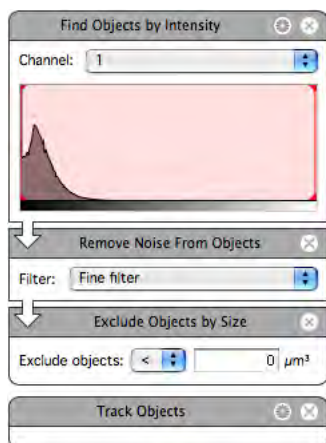 Find Objects by Intensity
Channel: 1
Remove Noise From Objects
Filter: Fine filter
Exclude Objects by Size
Exclude objects: < 0 µm³
Track Objects